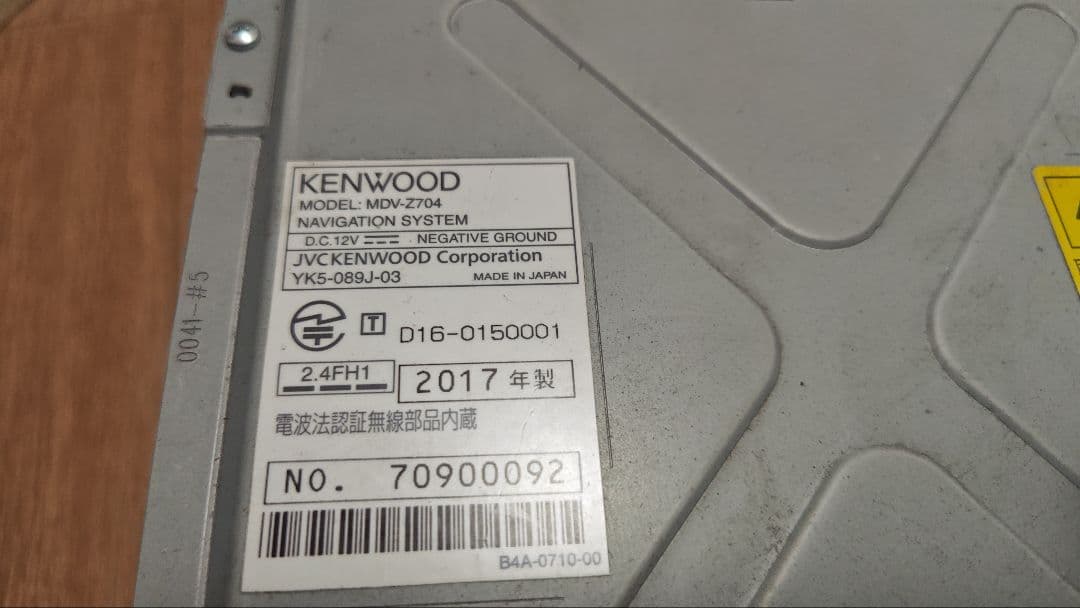 KENWOOD
MODEL: MDV-Z704
NAVIGATION SYSTEM
D.C.12V NEGATIVE GROUND
JVCKENWOOD Corporation
YK5-089J-03 MADE IN JAPAN
T D16-0150001
2.4FH1 2017 年製
電波法認証無線部品内蔵
NO. 70900092
B4A-0710-00
0041-#5